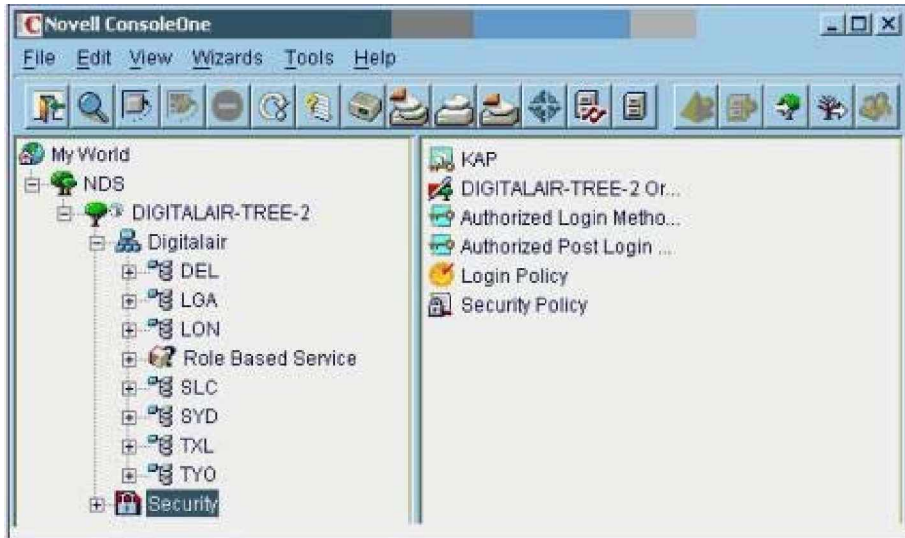 Novell ConsoleOne
File Edit View Wizards Tools Help
My World
NDS
DIGITALAIR-TREE-2
Digitalair
DEL
LGA
LON
Role Based Service
SLC
SYD
TXL
TYO
Security
KAP
DIGITALAIR-TREE-2 Or...
Authorized Login Metho...
Authorized Post Login ...
Login Policy
Security Policy